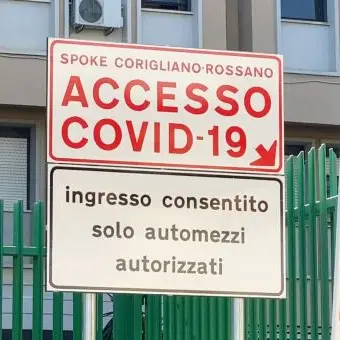 SPOKE CORIGLIANO-ROSSANO
ACCESSO
COVID-19
ingresso consentito
solo automezzi
autorizzati